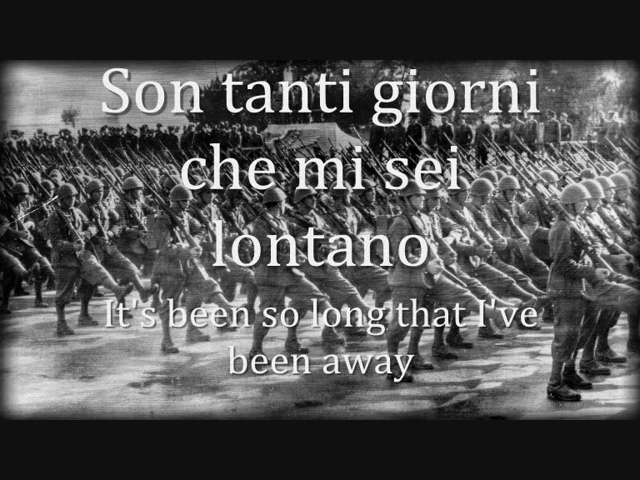 Son tanti giorni
che mi sei
lontano
It's been so long that I've
been away